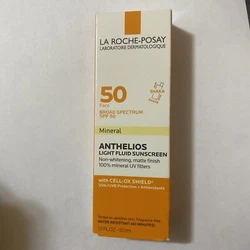 LA ROCHE-POSAY
LABORATOIRE DERMATOLOGIQUE
50
Face
BROAD SPECTRUM
SPF 50
Mineral
ANTHELIOS
LIGHT FLUID SUNSCREEN
Non-whitening, matte finish
100% mineral UV filters
with CELL-OX SHIELD®
UVA/UVB Protection + Antioxidants
WATER RESISTANT (40 MINUTES)